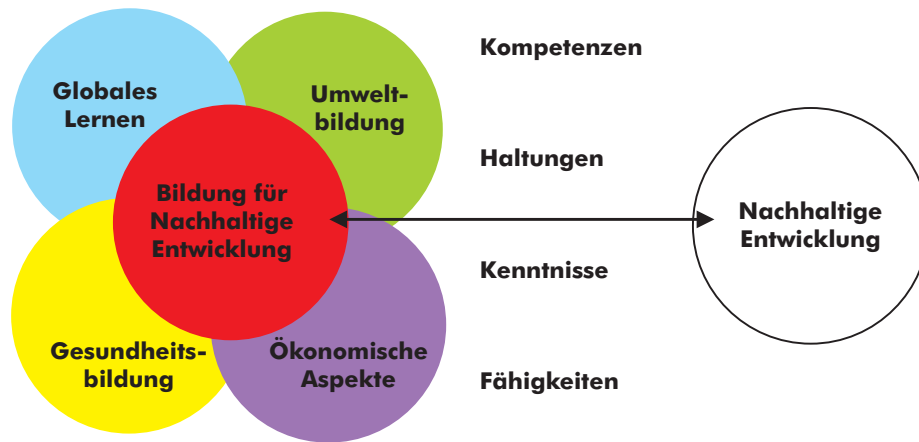 Globales
Lernen
Umwelt-
bildung
Bildung für
Nachhaltige
Entwicklung
Gesundheits-
bildung
Ökonomische
Aspekte
Kompetenzen
Haltungen
Kenntnisse
Fähigkeiten
Nachhaltige
Entwicklung